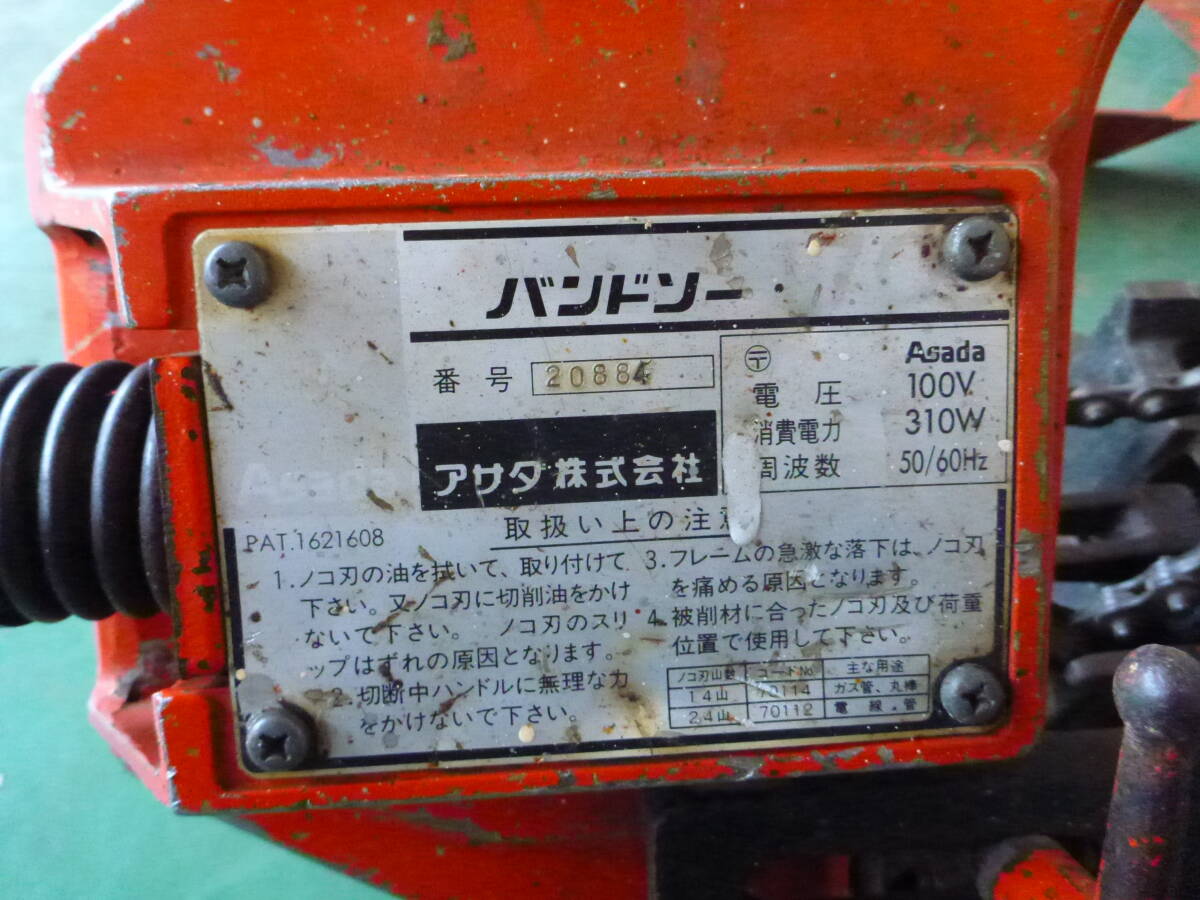 バンドソー
番号 20884
アサダ株式会社
〒 Asada
電圧 100V
消費電力 310W
周波数 50/60Hz
Asada
PAT.1621608
取扱い上の注
1.ノコ刃の油を拭いて、取り付けて
下さい。又ノコ刃に切削油をかけ
ないで下さい。 ノコ刃のスリ
ップはずれの原因となります。
2.切断中ハンドルに無理な力
をかけないで下さい。
3.フレームの急激な落下は、ノコ刃
を痛める原因となります。
4.被削材に合ったノコ刃及び荷重
位置で使用して下さい。
ノコ刃山数 コードNo. 主な用途
14山 70114 ガス管、丸棒
24山 70112 電線管